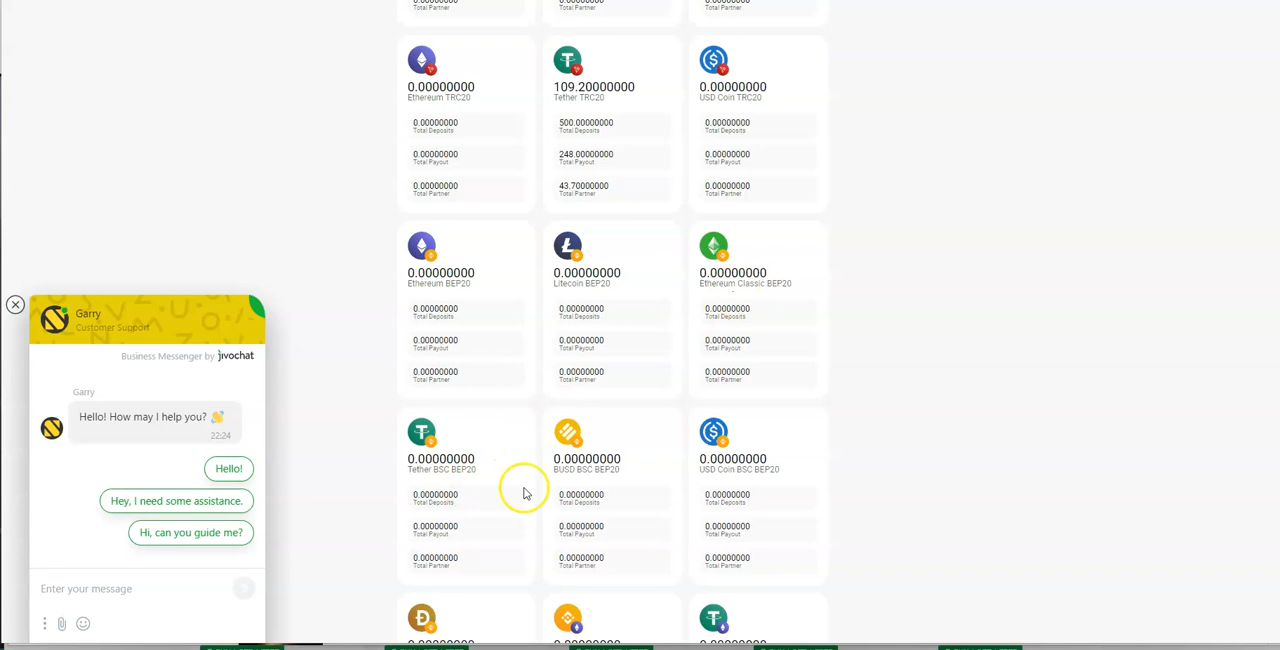 Total Partner
Total Partner
Total Partner
0.00000000
Ethereum TRC20
0.00000000
Total Deposits
0.00000000
Total Payout
0.00000000
Total Partner
109.20000000
Tether TRC20
500.00000000
Total Deposits
248.00000000
Total Payout
43.70000000
Total Partner
0.00000000
USD Coin TRC20
0.00000000
Total Deposits
0.00000000
Total Payout
0.00000000
Total Partner
0.00000000
Ethereum BEP20
0.00000000
Total Deposits
0.00000000
Total Payout
0.00000000
Total Partner
0.00000000
Litecoin BEP20
0.00000000
Total Deposits
0.00000000
Total Payout
0.00000000
Total Partner
0.00000000
Ethereum Classic BEP20
0.00000000
Total Deposits
0.00000000
Total Payout
0.00000000
Total Partner
0.00000000
Tether BSC BEP20
0.00000000
Total Deposits
0.00000000
Total Payout
0.00000000
Total Partner
0.00000000
BUSD BSC BEP20
0.00000000
Total Deposits
0.00000000
Total Payout
0.00000000
Total Partner
0.00000000
USD Coin BSC BEP20
0.00000000
Total Deposits
0.00000000
Total Payout
0.00000000
Total Partner
Garry
Customer Support
Business Messenger by jivochat
Garry
Hello! How may I help you? 👋
22:24
Hello!
Hey, I need some assistance.
Hi, can you guide me?
Enter your message